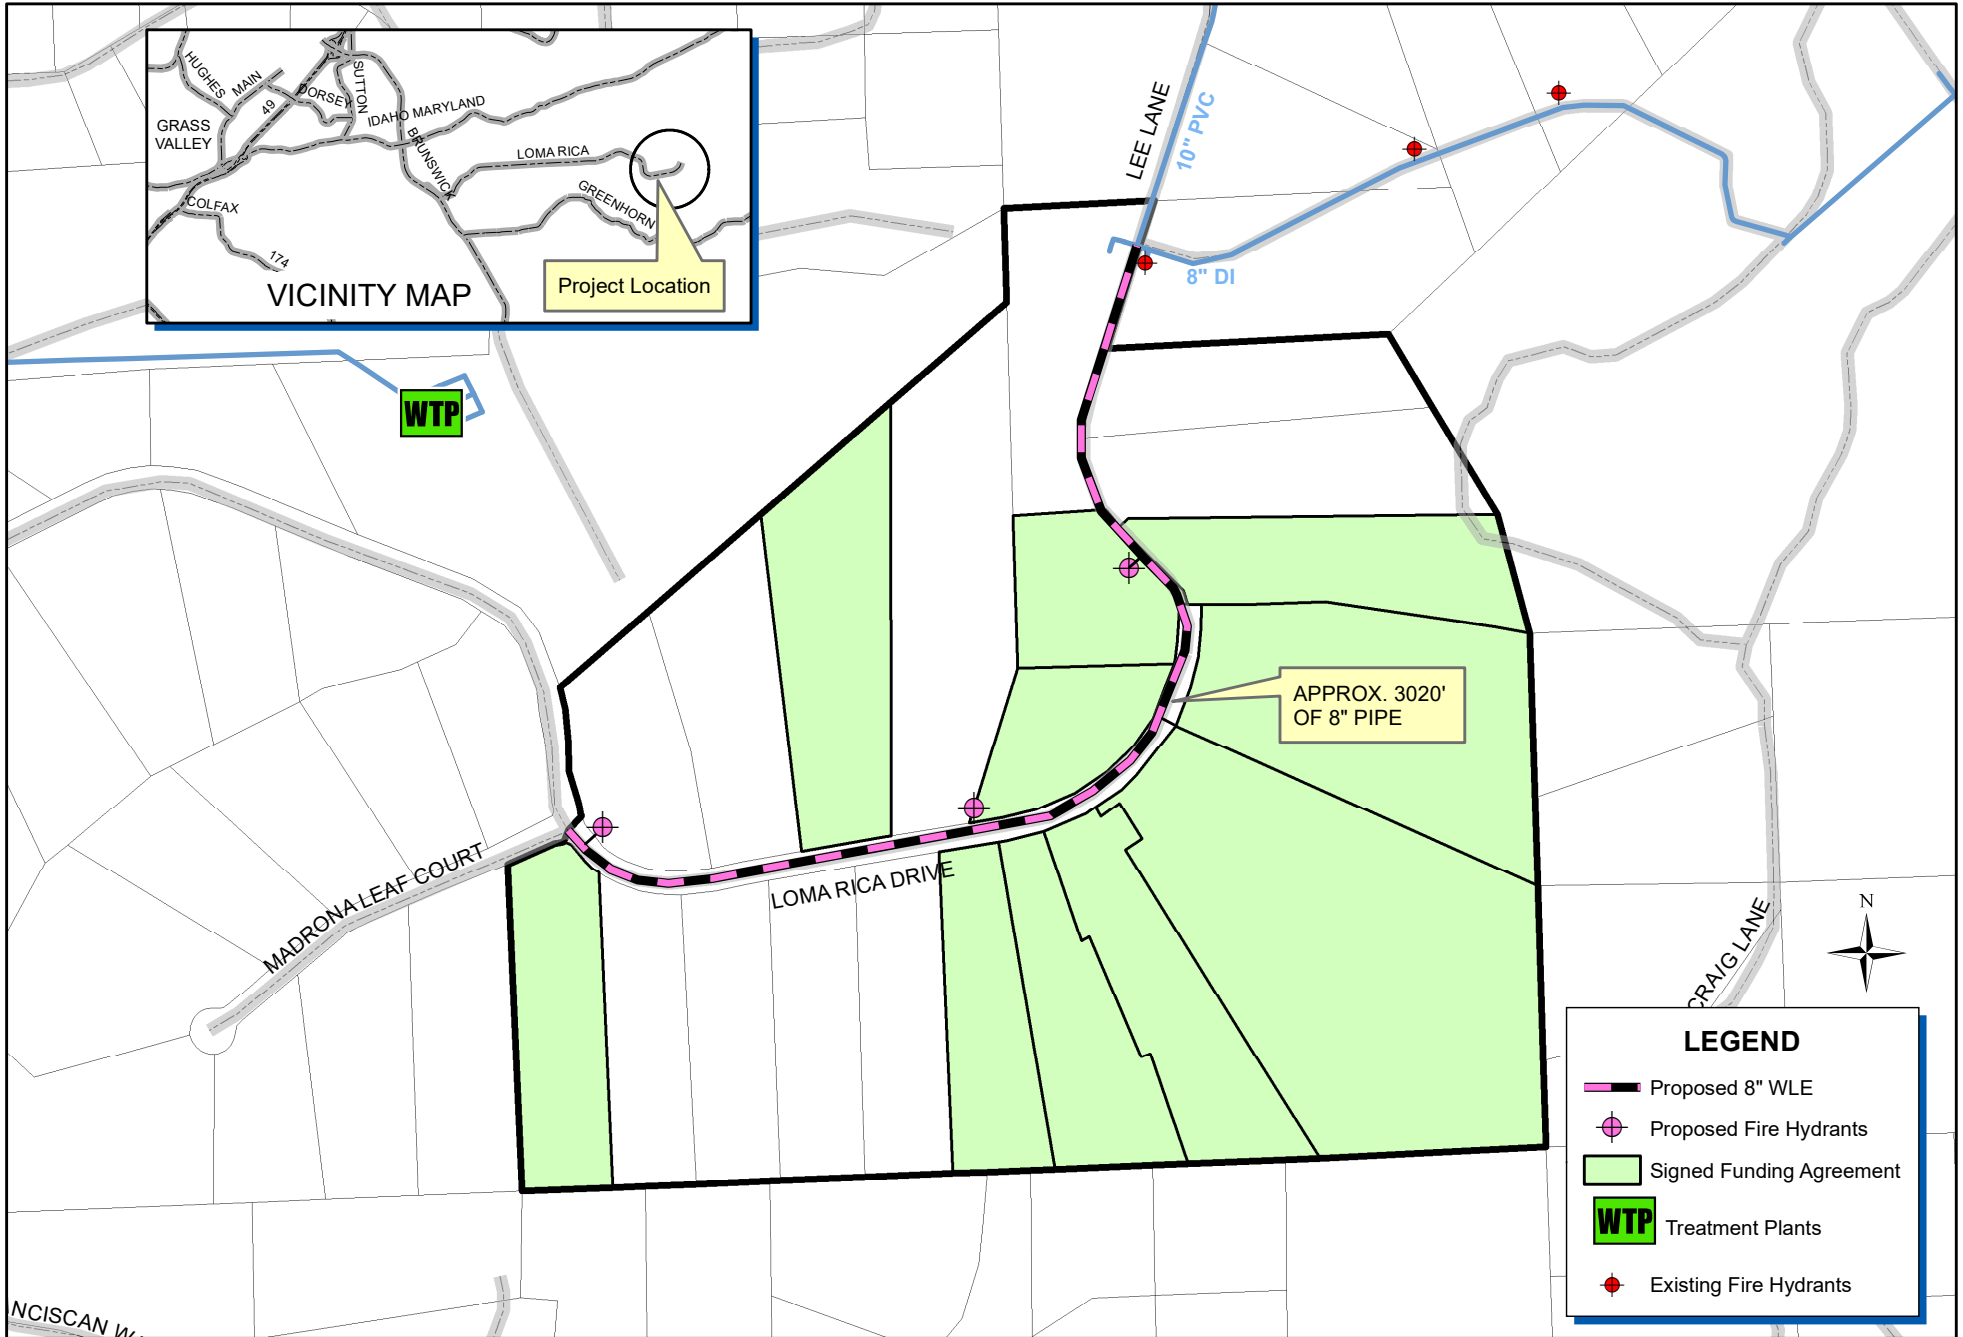 HUGHES
MAIN
49
DORSEY
SUTTON
IDAHO MARYLAND
GRASS
VALLEY
BRUNSWICK
LOMA RICA
GREENHORN
COLFAX
174
VICINITY MAP
Project Location
LEE LANE
10" PVC
8" DI
WTP
APPROX. 3020'
OF 8" PIPE
MADRONA LEAF COURT
LOMA RICA DRIVE
CRAIG LANE
N
LEGEND
Proposed 8" WLE
Proposed Fire Hydrants
Signed Funding Agreement
WTP Treatment Plants
Existing Fire Hydrants